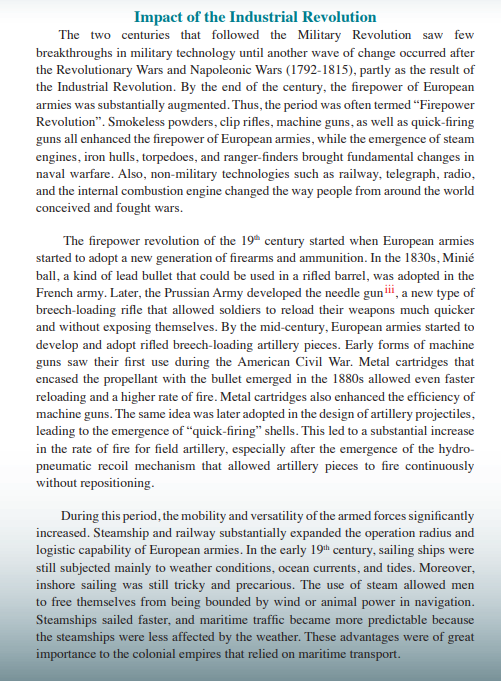 Impact of the Industrial Revolution
The two centuries that followed the Military Revolution saw few
breakthroughs in military technology until another wave of change occurred after
the Revolutionary Wars and Napoleonic Wars (1792-1815), partly as the result of
the Industrial Revolution. By the end of the century, the firepower of European
armies was substantially augmented. Thus, the period was often termed “Firepower
Revolution”. Smokeless powders, clip rifles, machine guns, as well as quick-firing
guns all enhanced the firepower of European armies, while the emergence of steam
engines, iron hulls, torpedoes, and ranger-finders brought fundamental changes in
naval warfare. Also, non-military technologies such as railway, telegraph, radio,
and the internal combustion engine changed the way people from around the world
conceived and fought wars.
The firepower revolution of the 19th century started when European armies
started to adopt a new generation of firearms and ammunition. In the 1830s, Minié
ball, a kind of lead bullet that could be used in a rifled barrel, was adopted in the
French army. Later, the Prussian Army developed the needle gun iii, a new type of
breech-loading rifle that allowed soldiers to reload their weapons much quicker
and without exposing themselves. By the mid-century, European armies started to
develop and adopt rifled breech-loading artillery pieces. Early forms of machine
guns saw their first use during the American Civil War. Metal cartridges that
encased the propellant with the bullet emerged in the 1880s allowed even faster
reloading and a higher rate of fire. Metal cartridges also enhanced the efficiency of
machine guns. The same idea was later adopted in the design of artillery projectiles,
leading to the emergence of “quick-firing” shells. This led to a substantial increase
in the rate of fire for field artillery, especially after the emergence of the hydro-
pneumatic recoil mechanism that allowed artillery pieces to fire continuously
without repositioning.
During this period, the mobility and versatility of the armed forces significantly
increased. Steamship and railway substantially expanded the operation radius and
logistic capability of European armies. In the early 19th century, sailing ships were
still subjected mainly to weather conditions, ocean currents, and tides. Moreover,
inshore sailing was still tricky and precarious. The use of steam allowed men
to free themselves from being bounded by wind or animal power in navigation.
Steamships sailed faster, and maritime traffic became more predictable because
the steamships were less affected by the weather. These advantages were of great
importance to the colonial empires that relied on maritime transport.